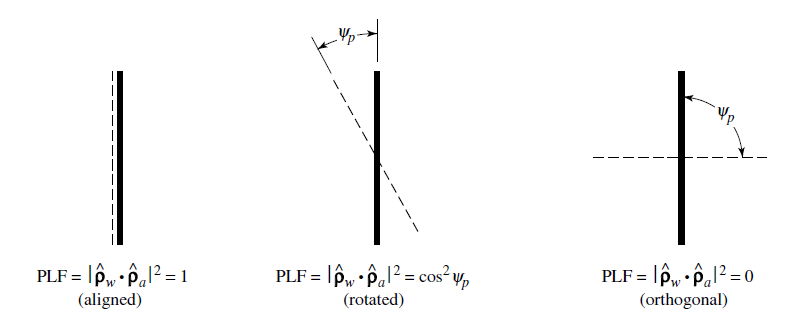 ψp
ψp
PLF = |ρ̂w · ρ̂a|² = 1
(aligned)
PLF = |ρ̂w · ρ̂a|² = cos² ψp
(rotated)
PLF = |ρ̂w · ρ̂a|² = 0
(orthogonal)